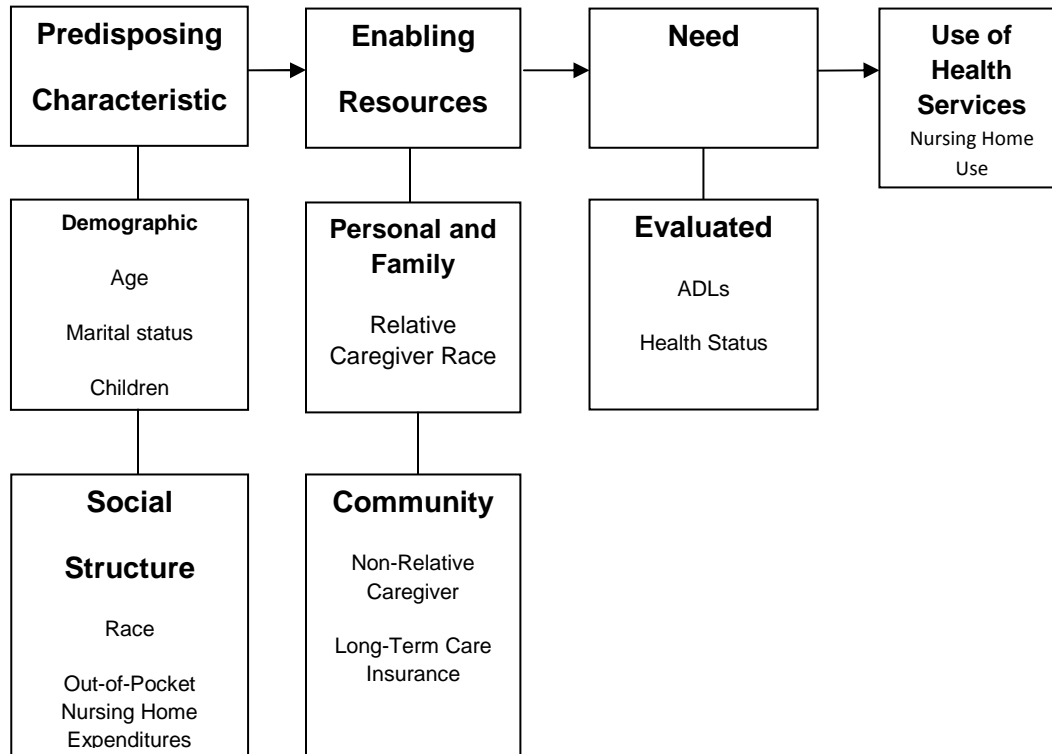 Predisposing
Characteristic
Enabling
Resources
Need
Use of
Health
Services
Nursing Home
Use
Demographic
Age
Marital status
Children
Personal and
Family
Relative
Caregiver Race
Evaluated
ADLs
Health Status
Social
Structure
Race
Out-of-Pocket
Nursing Home
Expenditures
Community
Non-Relative
Caregiver
Long-Term Care
Insurance